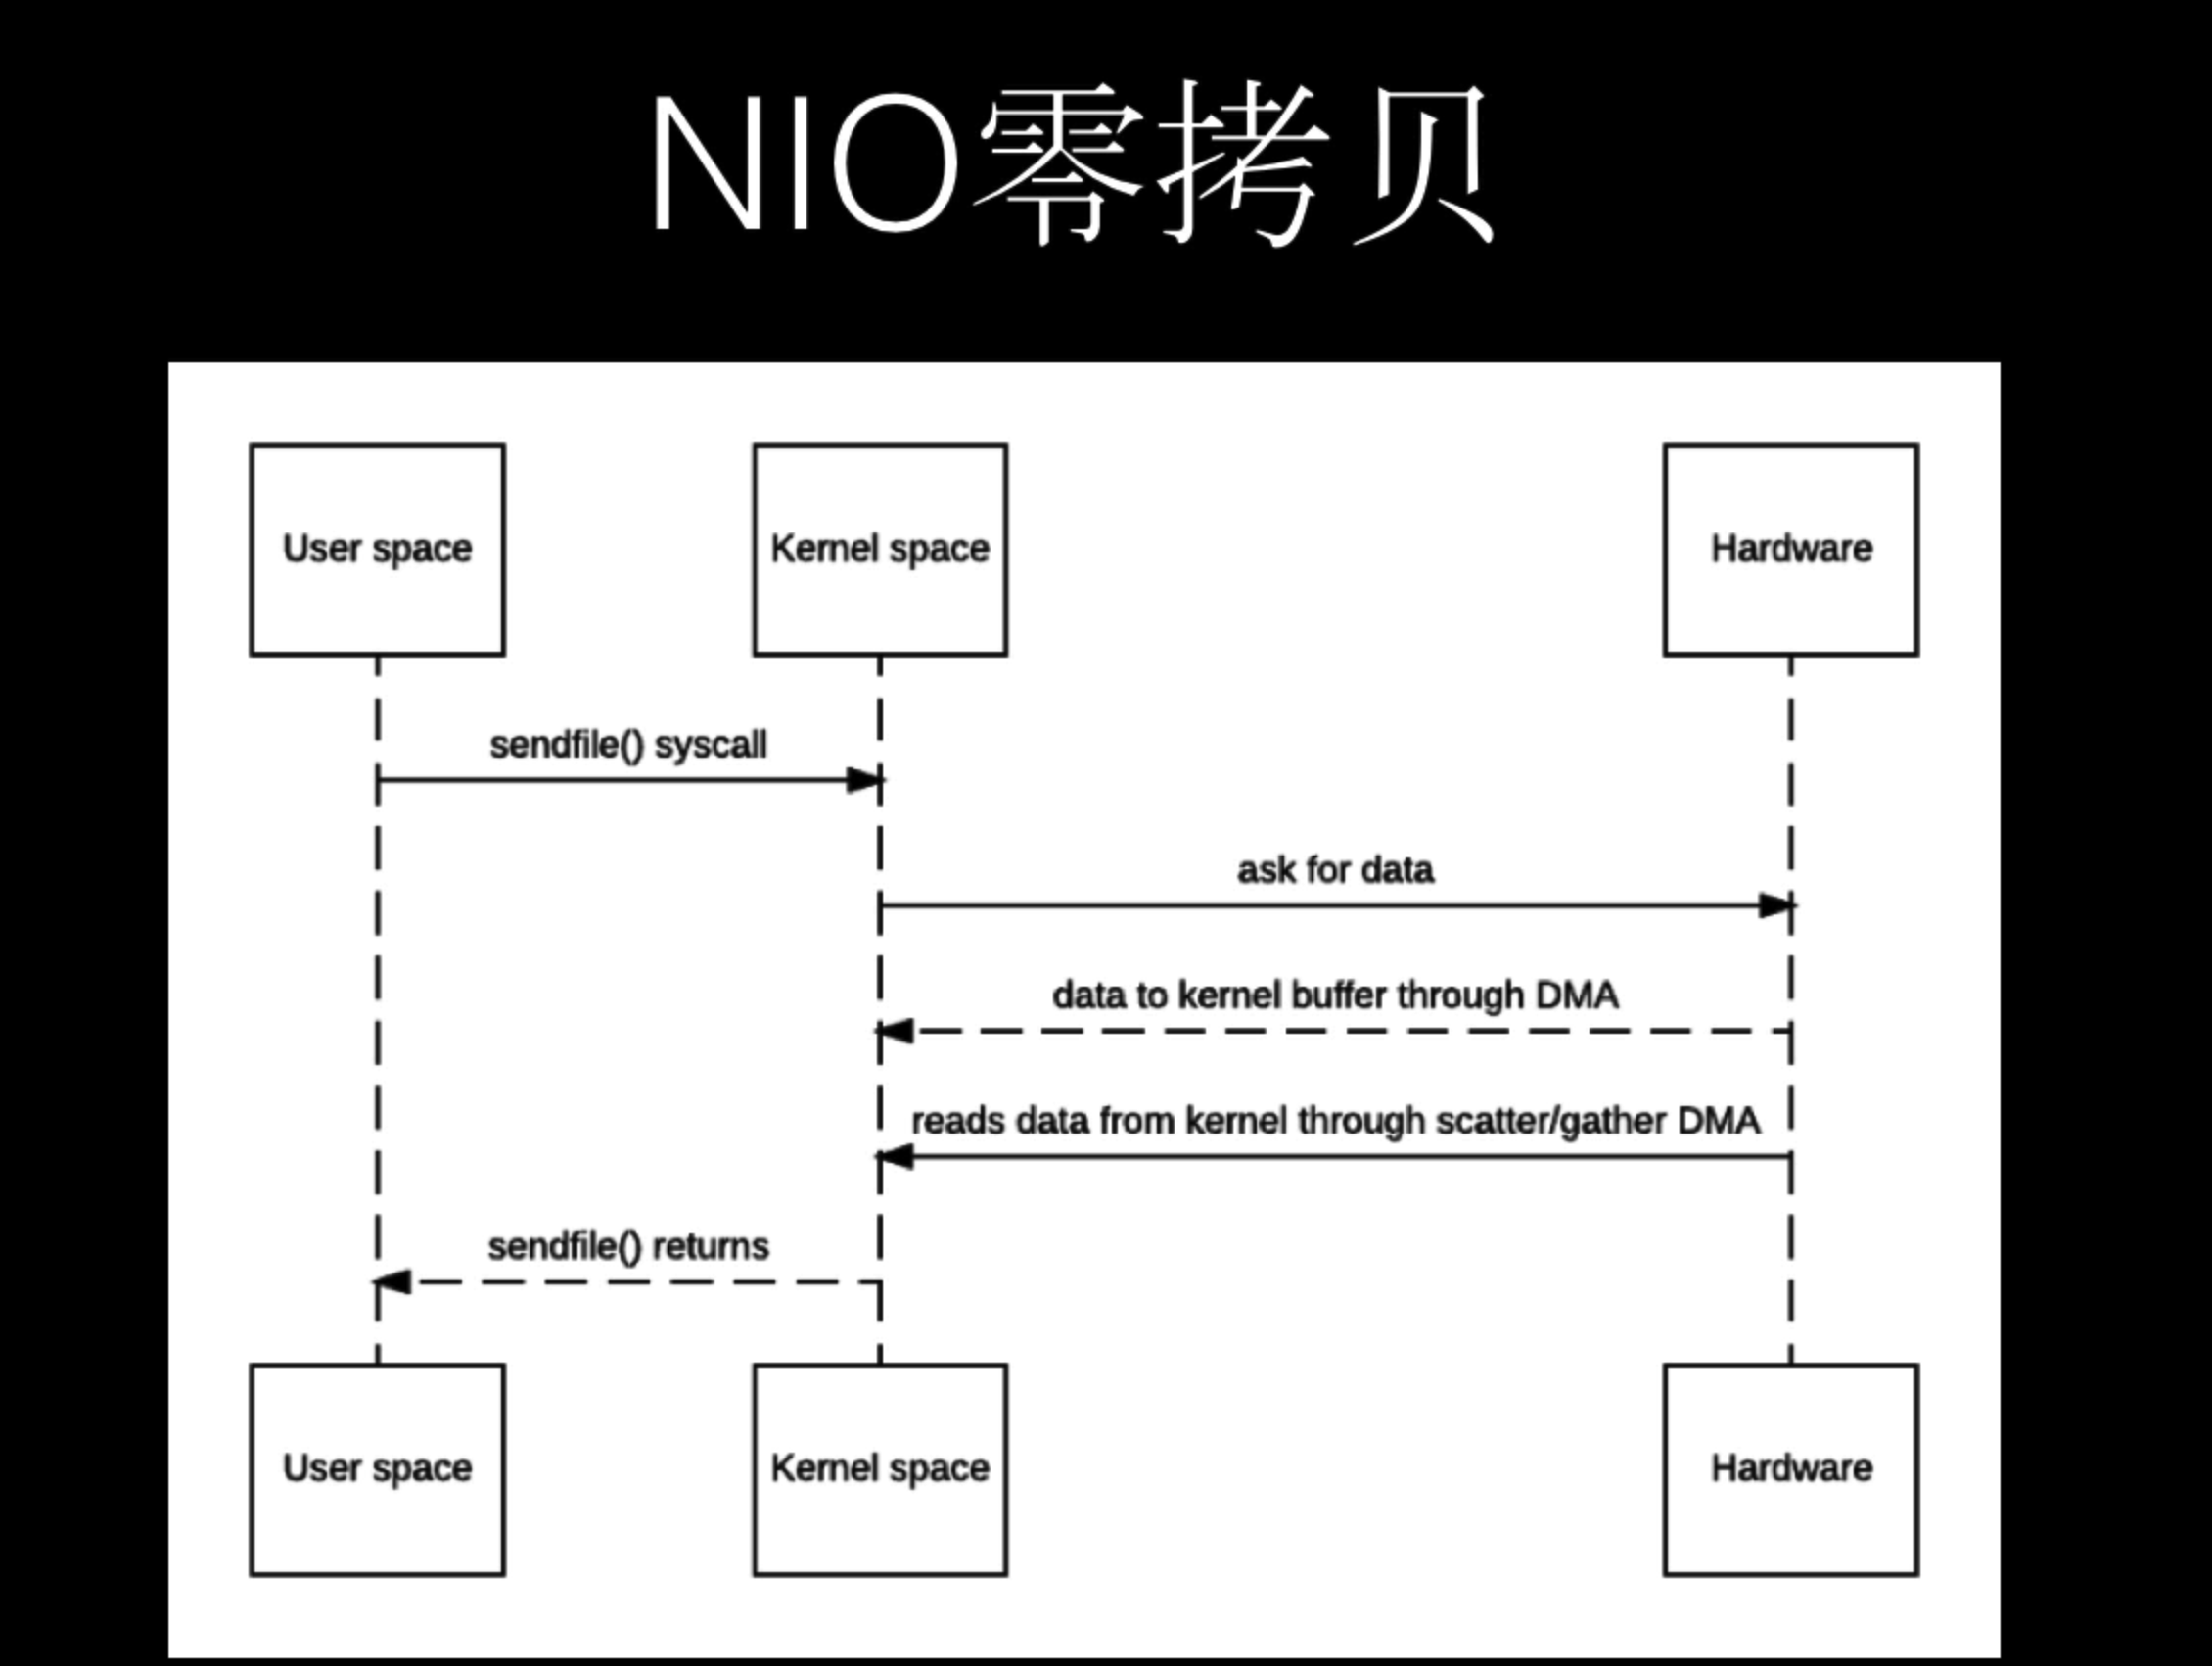 NIO零拷贝
User space
Kernel space
Hardware
sendfile() syscall
ask for data
data to kernel buffer through DMA
reads data from kernel through scatter/gather DMA
sendfile() returns
User space
Kernel space
Hardware